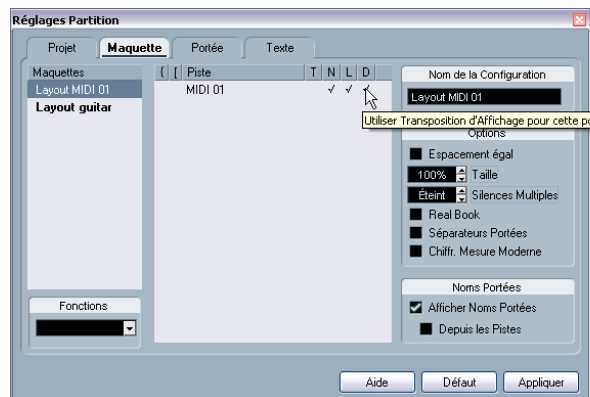 Réglages Partition
Projet Maquette Portée Texte
Maquettes
Layout MIDI 01
Layout guitar
{ [ Piste T N L D
MIDI 01 √ √ √
Utiliser Transposition d'Affichage pour cette po
Nom de la Configuration
Layout MIDI 01
Options
Espacement égal
100% Taille
Éteint Silences Multiples
Real Book
Séparateurs Portées
Chiffr. Mesure Moderne
Noms Portées
Afficher Noms Portées
Depuis les Pistes
Fonctions
Aide Défaut Appliquer